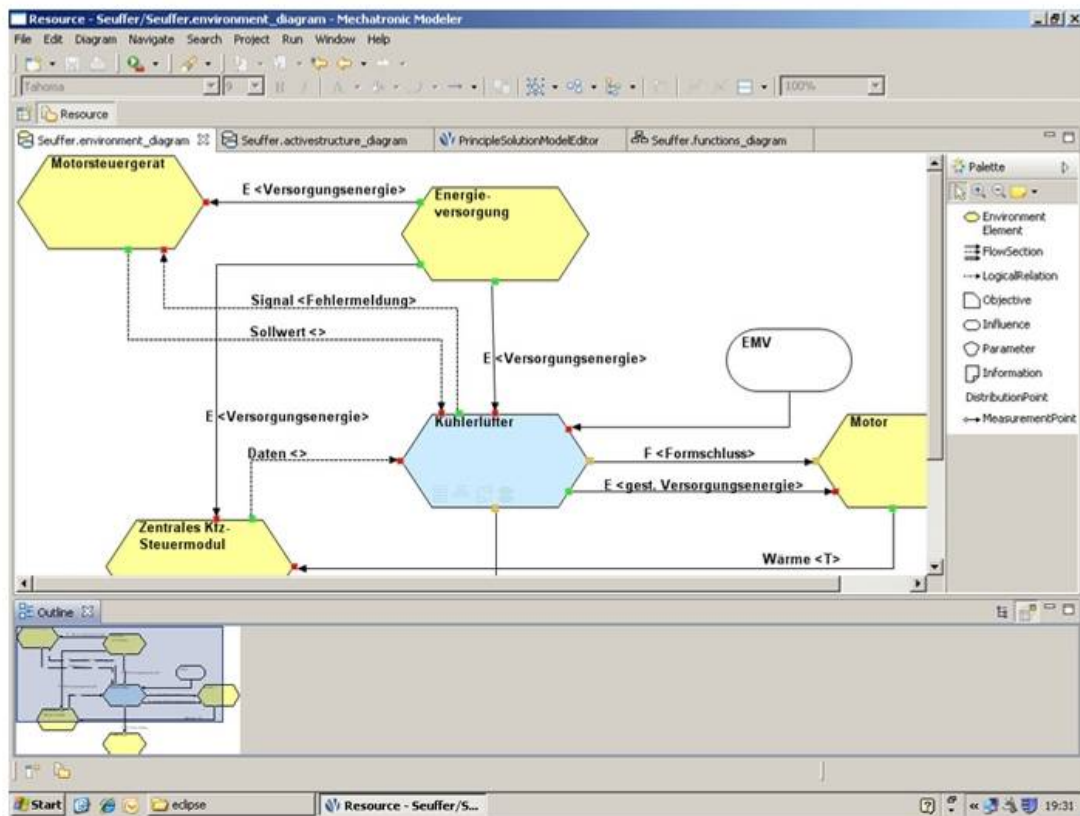 Resource - Seuffer/Seuffer.environment_diagram - Mechatronic Modeler
File Edit Diagram Navigate Search Project Run Window Help
Tahoma 9 B I A 100%
Resource
Seuffer.environment_diagram Seuffer.activestructure_diagram PrincipleSolutionModelEditor Seuffer.functions_diagram
Motorsteuergerät
E <Versorgungsenergie>
Energie-
versorgung
Signal <Fehlermeldung>
Sollwert <>
E <Versorgungsenergie>
EMV
E <Versorgungsenergie>
Kühlerlüfter
Motor
Daten <>
F <Formschluss>
E <gest. Versorgungsenergie>
Zentrales Kfz-
Steuermodul
Wärme <T>
Palette
Environment
Element
FlowSection
LogicalRelation
Objective
Influence
Parameter
Information
DistributionPoint
MeasurementPoint
Outline
Start eclipse Resource - Seuffer/S... 19:31